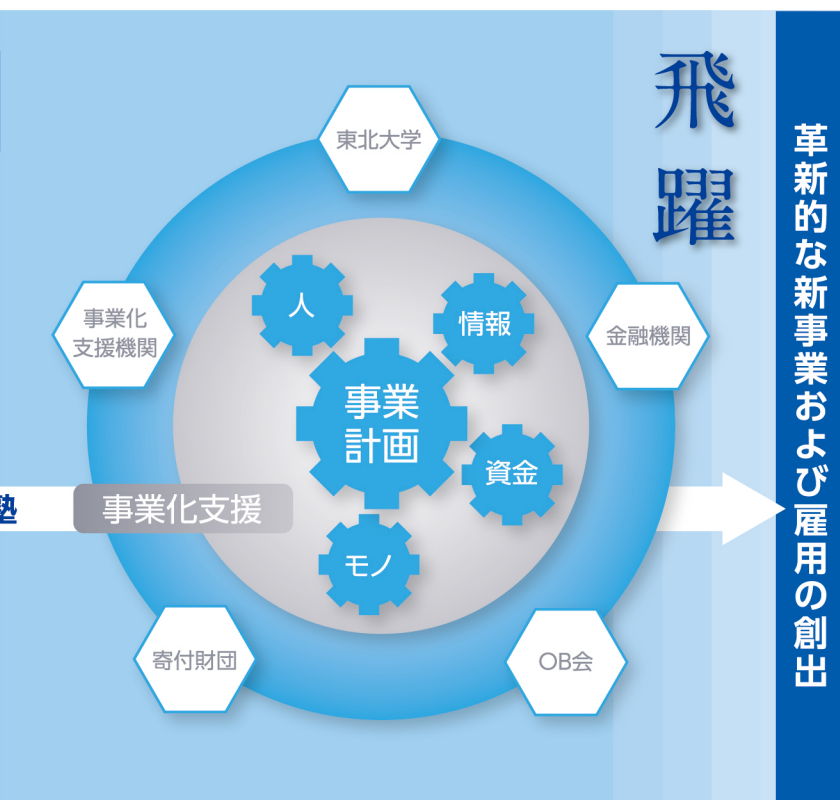 飛躍
革新的な新事業および雇用の創出
東北大学
事業化
支援機関
金融機関
人
情報
事業
計画
資金
モノ
塾
事業化支援
寄付財団
OB会